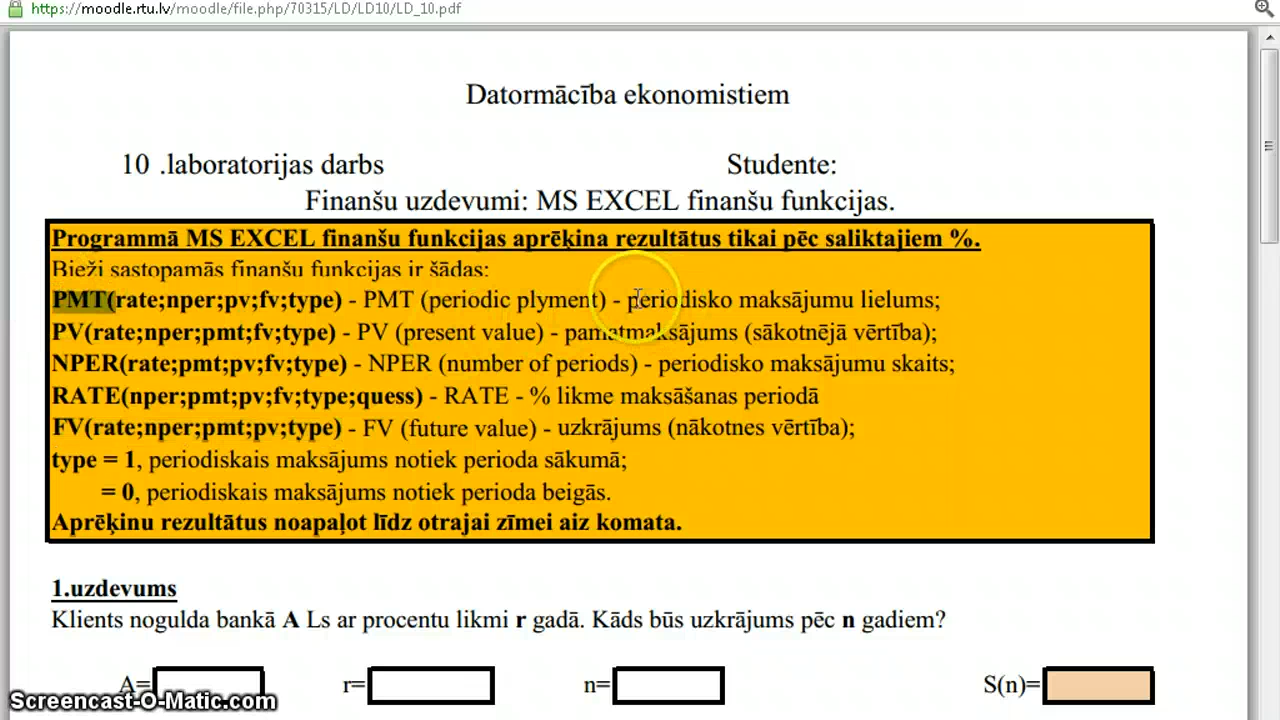 https://moodle.rtu.lv/moodle/file.php/70315/LD/LD10/LD_10.pdf
Datormācība ekonomistiem
10 .laboratorijas darbs Studente:
Finanšu uzdevumi: MS EXCEL finanšu funkcijas.
Programmā MS EXCEL finanšu funkcijas aprēķina rezultātus tikai pēc saliktajiem %.
Bieži sastopamās finanšu funkcijas ir šādas:
PMT(rate;nper;pv;fv;type) - PMT (periodic plyment) - periodisko maksājumu lielums;
PV(rate;nper;pmt;fv;type) - PV (present value) - pamatmaksājums (sākotnējā vērtība);
NPER(rate;pmt;pv;fv;type) - NPER (number of periods) - periodisko maksājumu skaits;
RATE(nper;pmt;pv;fv;type;quess) - RATE - % likme maksāšanas periodā
FV(rate;nper;pmt;pv;type) - FV (future value) - uzkrājums (nākotnes vērtība);
type = 1, periodiskais maksājums notiek perioda sākumā;
= 0, periodiskais maksājums notiek perioda beigās.
Aprēķinu rezultātus noapaļot līdz otrajai zīmei aiz komata.
1.uzdevums
Klients nogulda bankā A Ls ar procentu likmi r gadā. Kāds būs uzkrājums pēc n gadiem?
A= r= n= S(n)=
Screencast-O-Matic.com